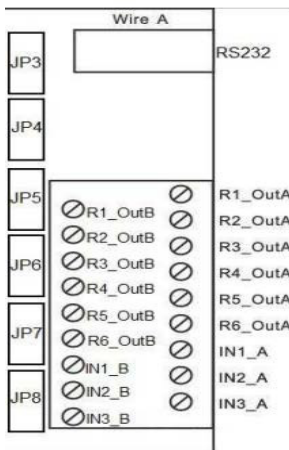 Wire A
RS232
JP3
JP4
JP5
JP6
JP7
JP8
R1_OutB
R2_OutB
R3_OutB
R4_OutB
R5_OutB
R6_OutB
IN1_B
IN2_B
IN3_B
R1_OutA
R2_OutA
R3_OutA
R4_OutA
R5_OutA
R6_OutA
IN1_A
IN2_A
IN3_A